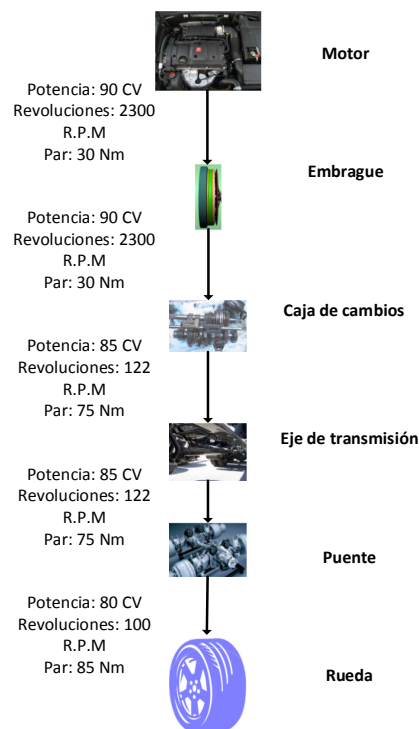 Motor
Potencia: 90 CV
Revoluciones: 2300
R.P.M
Par: 30 Nm
Embrague
Potencia: 90 CV
Revoluciones: 2300
R.P.M
Par: 30 Nm
Caja de cambios
Potencia: 85 CV
Revoluciones: 122
R.P.M
Par: 75 Nm
Eje de transmisión
Potencia: 85 CV
Revoluciones: 122
R.P.M
Par: 75 Nm
Puente
Potencia: 80 CV
Revoluciones: 100
R.P.M
Par: 85 Nm
Rueda